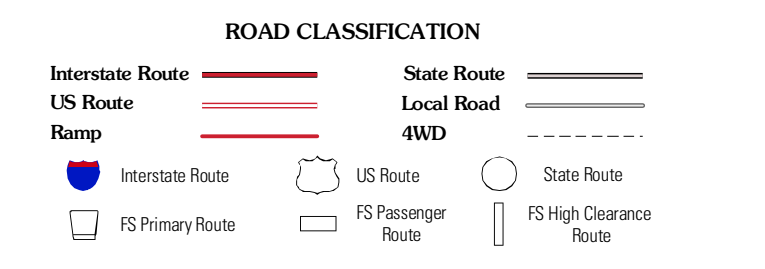 ROAD CLASSIFICATION
Interstate Route
State Route
US Route
Local Road
Ramp
4WD
Interstate Route
US Route
State Route
FS Primary Route
FS Passenger
Route
FS High Clearance
Route